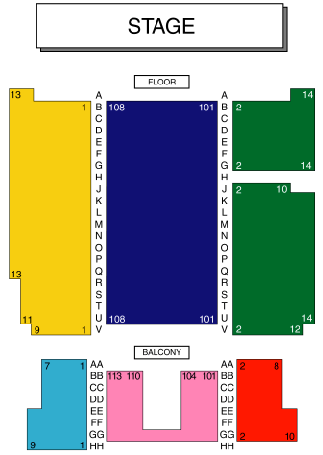 STAGE
FLOOR
13 A A 14
1 B 108 101 B 2
C C
D D
E E
F F
G G 2 14
H H
J J 2 10
K K
L L
M M
N N
O O
P P
Q Q
13 R R
S S
T T
11 U 108 101 U 14
9 1 V V 2 12
BALCONY
7 1 AA AA 2 8
BB 113 110 104 101 BB
CC CC
DD DD
EE EE
FF FF
GG GG 2 10
9 1 HH HH